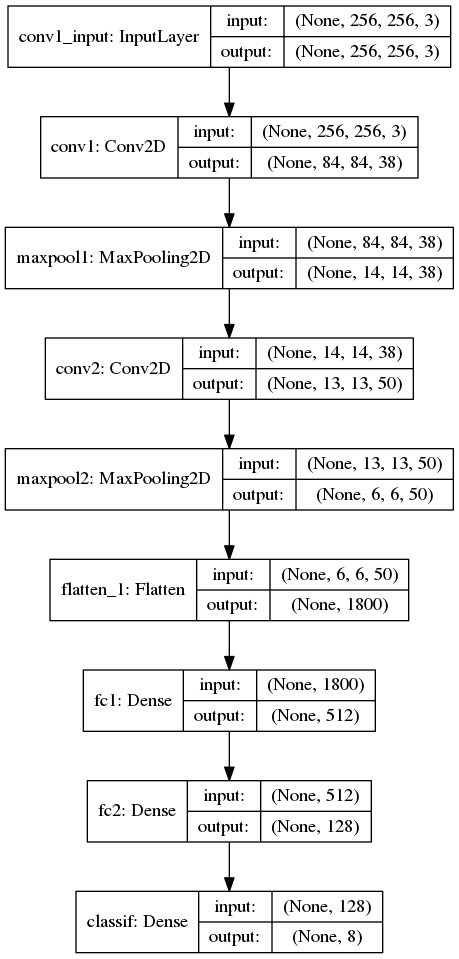 conv1_input: InputLayer
input: (None, 256, 256, 3)
output: (None, 256, 256, 3)
conv1: Conv2D
input: (None, 256, 256, 3)
output: (None, 84, 84, 38)
maxpool1: MaxPooling2D
input: (None, 84, 84, 38)
output: (None, 14, 14, 38)
conv2: Conv2D
input: (None, 14, 14, 38)
output: (None, 13, 13, 50)
maxpool2: MaxPooling2D
input: (None, 13, 13, 50)
output: (None, 6, 6, 50)
flatten_1: Flatten
input: (None, 6, 6, 50)
output: (None, 1800)
fc1: Dense
input: (None, 1800)
output: (None, 512)
fc2: Dense
input: (None, 512)
output: (None, 128)
classif: Dense
input: (None, 128)
output: (None, 8)